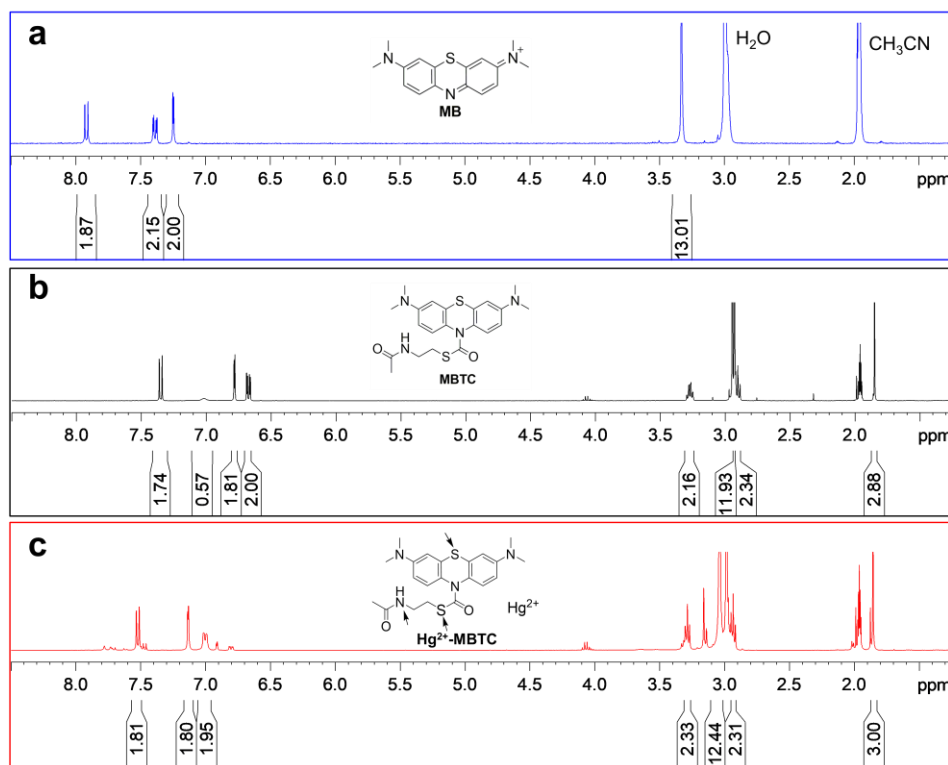 a
S
N
N+
N
MB
H2O
CH3CN
8.0 7.5 7.0 6.5 6.0 5.5 5.0 4.5 4.0 3.5 3.0 2.5 2.0 ppm
1.87
2.15
2.00
13.01
b
N
S
N
N
H
N
O
S
O
MBTC
8.0 7.5 7.0 6.5 6.0 5.5 5.0 4.5 4.0 3.5 3.0 2.5 2.0 ppm
1.74
0.57
1.81
2.00
2.16
11.93
2.34
2.88
c
N
S
N
N
H
N
O
S
O
Hg2+
Hg2+-MBTC
8.0 7.5 7.0 6.5 6.0 5.5 5.0 4.5 4.0 3.5 3.0 2.5 2.0 ppm
1.81
1.80
1.95
2.33
12.44
2.31
3.00